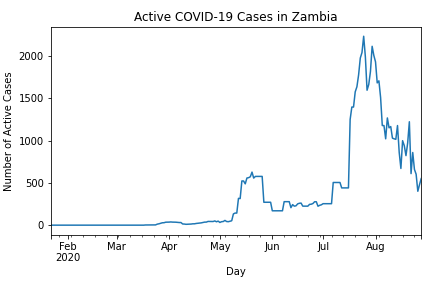 Active COVID-19 Cases in Zambia
Number of Active Cases
2000
1500
1000
500
0
Feb
2020
Mar
Apr
May
Jun
Jul
Aug
Day